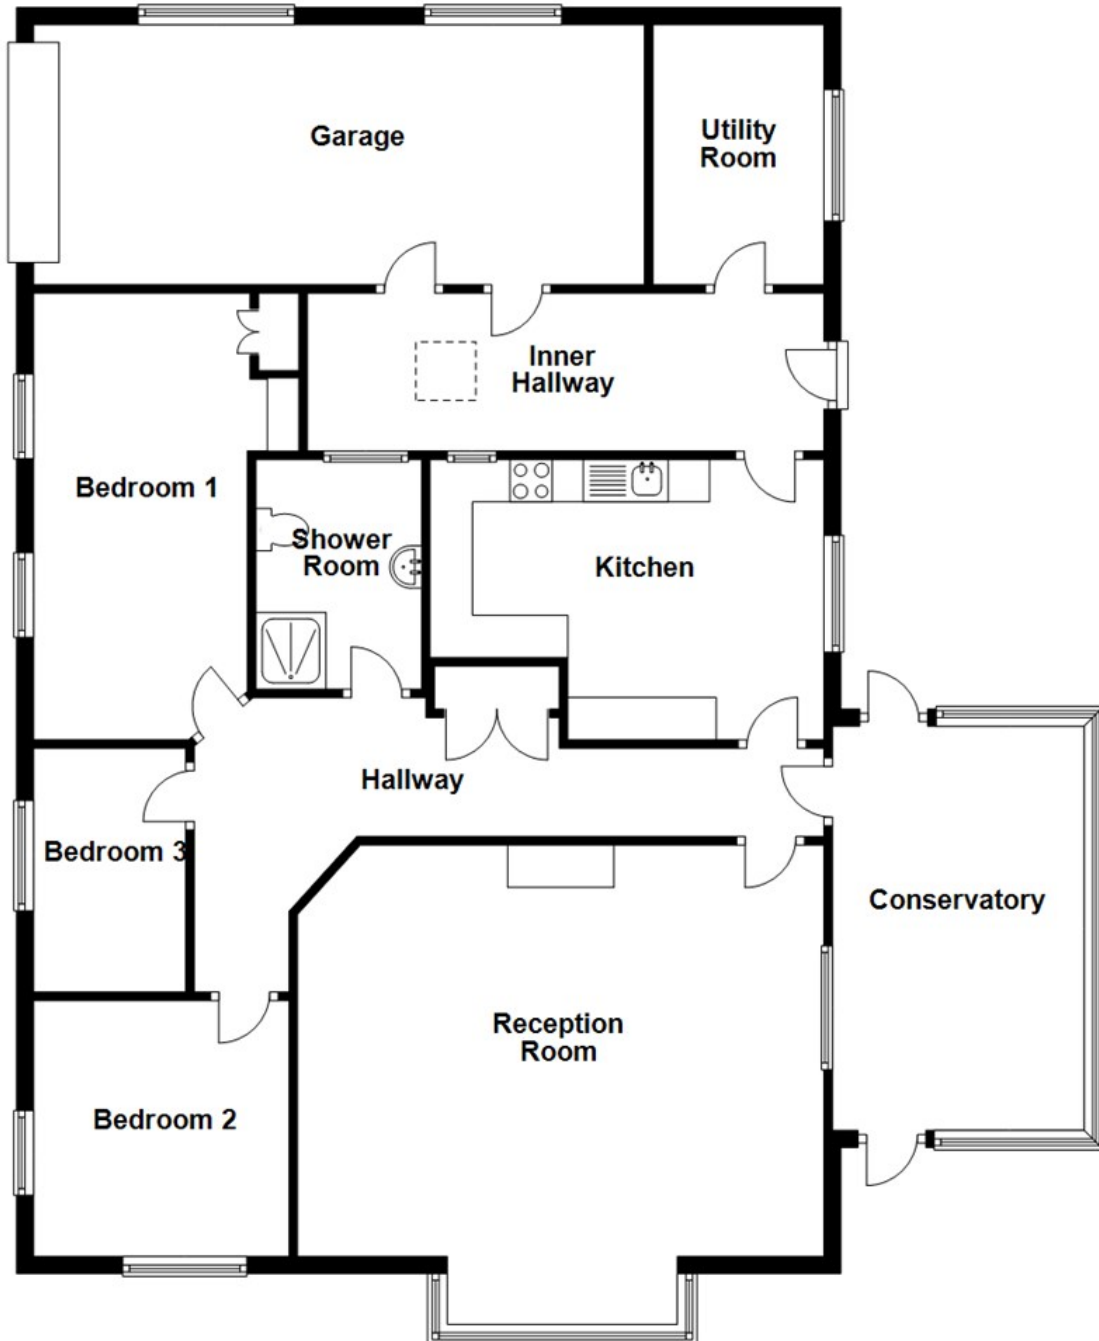 Garage
Utility
Room
Inner
Hallway
Bedroom 1
Shower
Room
Kitchen
Hallway
Bedroom 3
Conservatory
Reception
Room
Bedroom 2